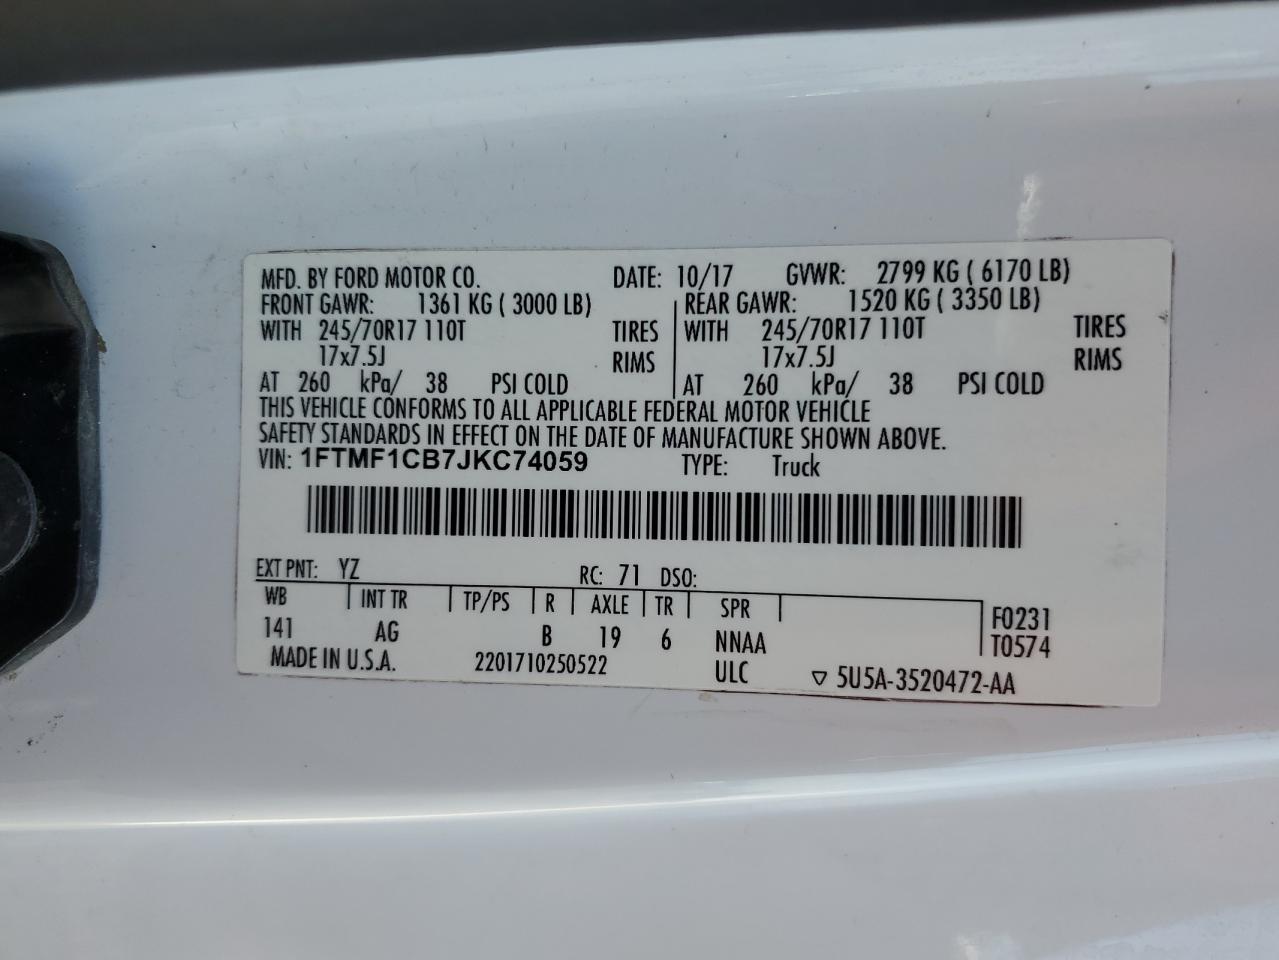 MFD. BY FORD MOTOR CO. DATE: 10/17 GVWR: 2799 KG ( 6170 LB)
FRONT GAWR: 1361 KG ( 3000 LB) REAR GAWR: 1520 KG ( 3350 LB)
WITH 245/70R17 110T TIRES WITH 245/70R17 110T TIRES
17x7.5J RIMS 17x7.5J RIMS
AT 260 kPa/ 38 PSI COLD AT 260 kPa/ 38 PSI COLD
THIS VEHICLE CONFORMS TO ALL APPLICABLE FEDERAL MOTOR VEHICLE
SAFETY STANDARDS IN EFFECT ON THE DATE OF MANUFACTURE SHOWN ABOVE.
VIN: 1FTMF1CB7JKC74059 TYPE: Truck
EXT PNT: YZ RC: 71 DSO:
WB INT TR TP/PS R AXLE TR SPR F0231
141 AG B 19 6 NNAA T0574
MADE IN U.S.A. 2201710250522 ULC ▽ 5U5A-3520472-AA